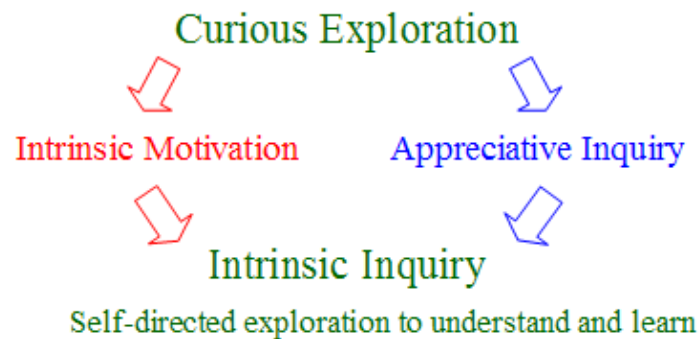 Curious Exploration
Intrinsic Motivation
Appreciative Inquiry
Intrinsic Inquiry
Self-directed exploration to understand and learn